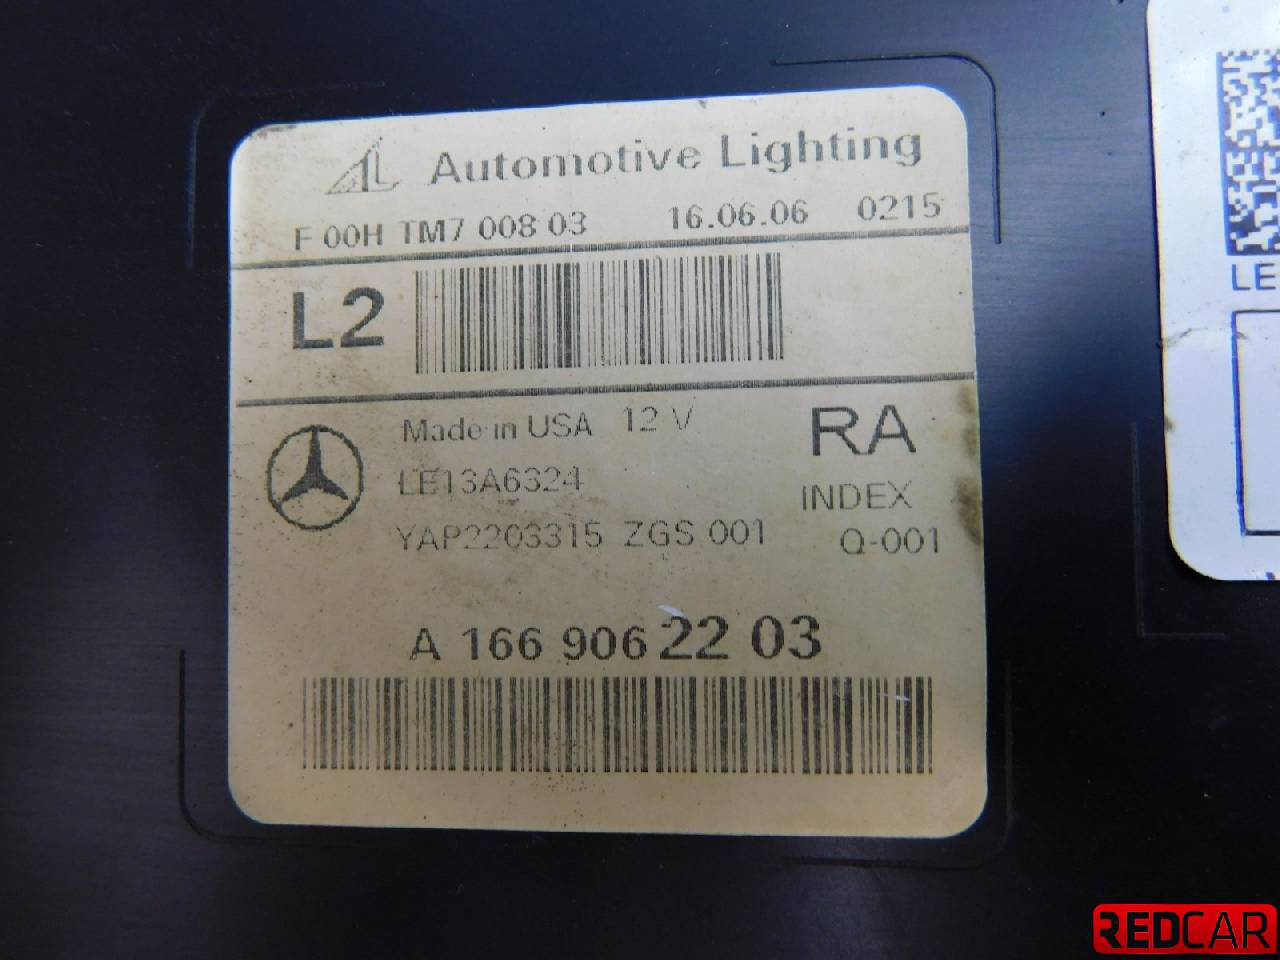 AL Automotive Lighting
F 00H TM7 008 03 16.06.06 0215
L2
Made in USA 12 V RA
LE13A6324 INDEX
YAP2203315 ZGS 001 Q-001
A 166 906 22 03
LE
REDCAR